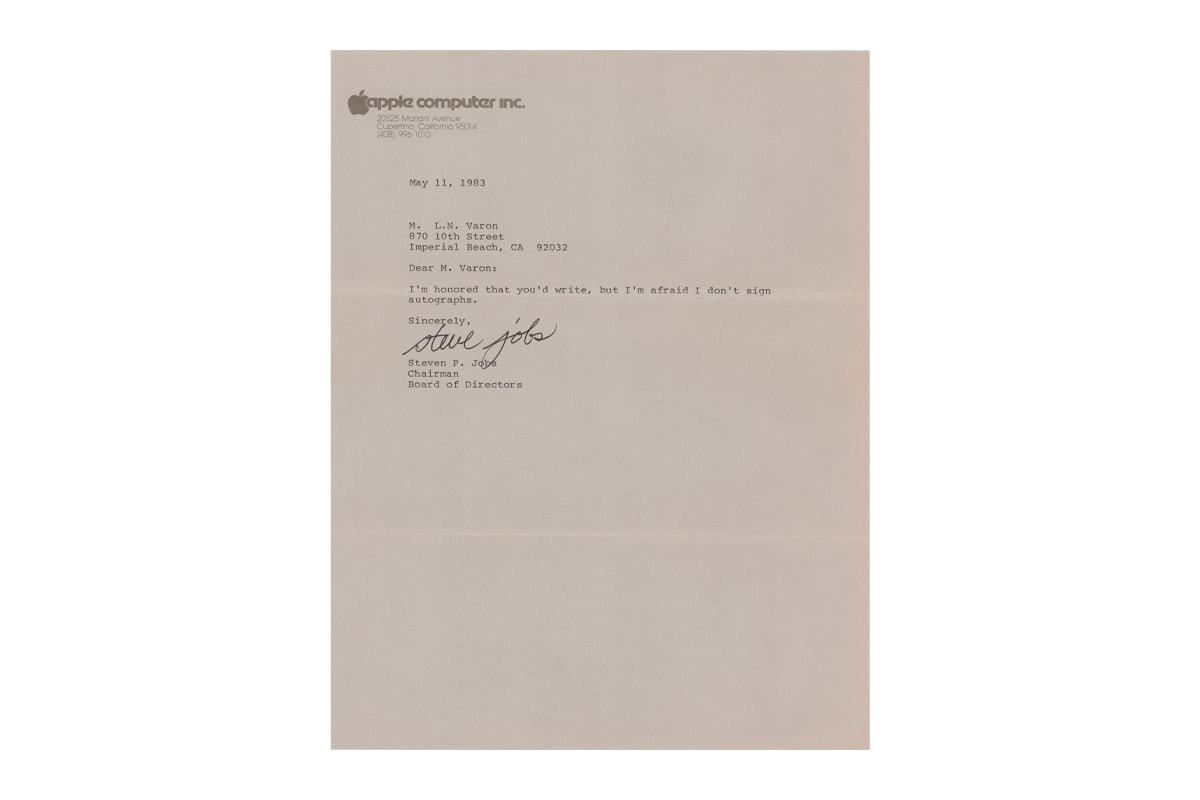 apple computer inc.
20525 Mariani Avenue
Cupertino, California 95014
(408) 996-1010
May 11, 1983
M. L.N. Varon
870 10th Street
Imperial Beach, CA 92032
Dear M. Varon:
I'm honored that you'd write, but I'm afraid I don't sign
autographs.
Sincerely,
steve jobs
Steven P. Jobs
Chairman
Board of Directors